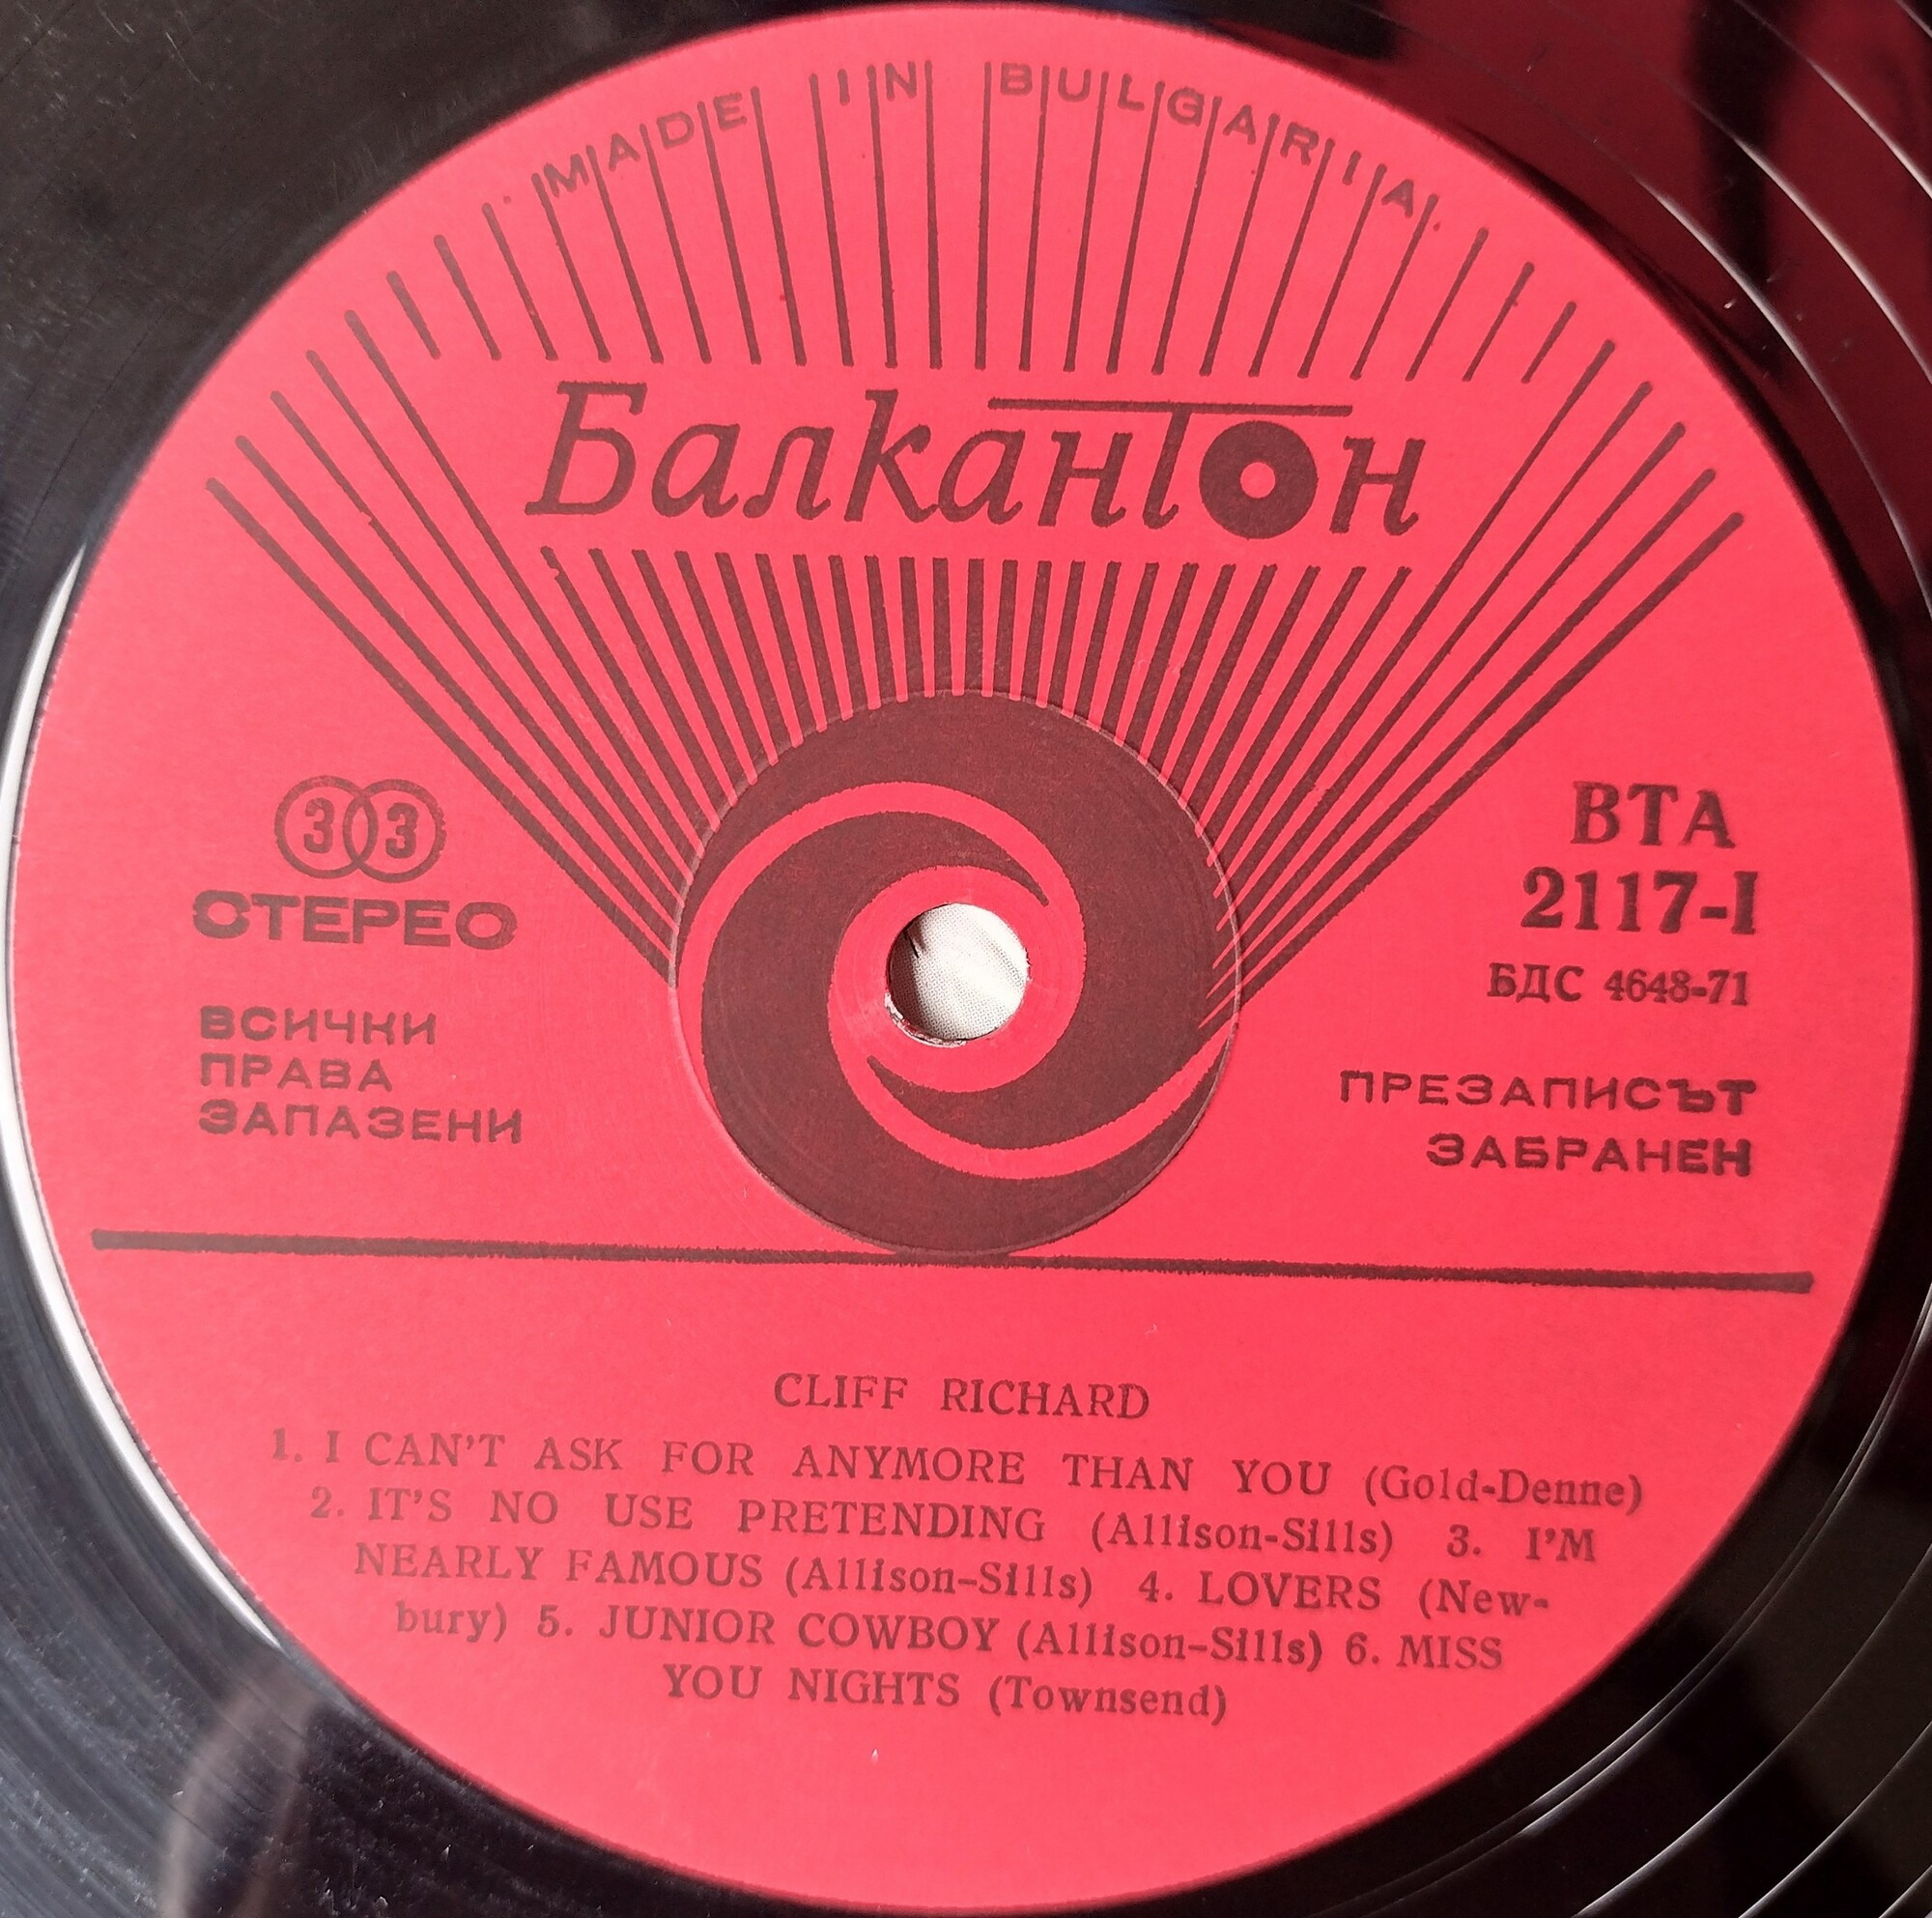 MADE IN BULGARIA
Балкантон
33
СТЕРЕО
ВСИЧКИ
ПРАВА
ЗАПАЗЕНИ
ВТА
2117-I
БДС 4648-71
ПРЕЗАПИСЪТ
ЗАБРАНЕН
CLIFF RICHARD
1. I CAN'T ASK FOR ANYMORE THAN YOU (Gold-Denne)
2. IT'S NO USE PRETENDING (Allison-Sills) 3. I'M
NEARLY FAMOUS (Allison-Sills) 4. LOVERS (New-
bury) 5. JUNIOR COWBOY (Allison-Sills) 6. MISS
YOU NIGHTS (Townsend)